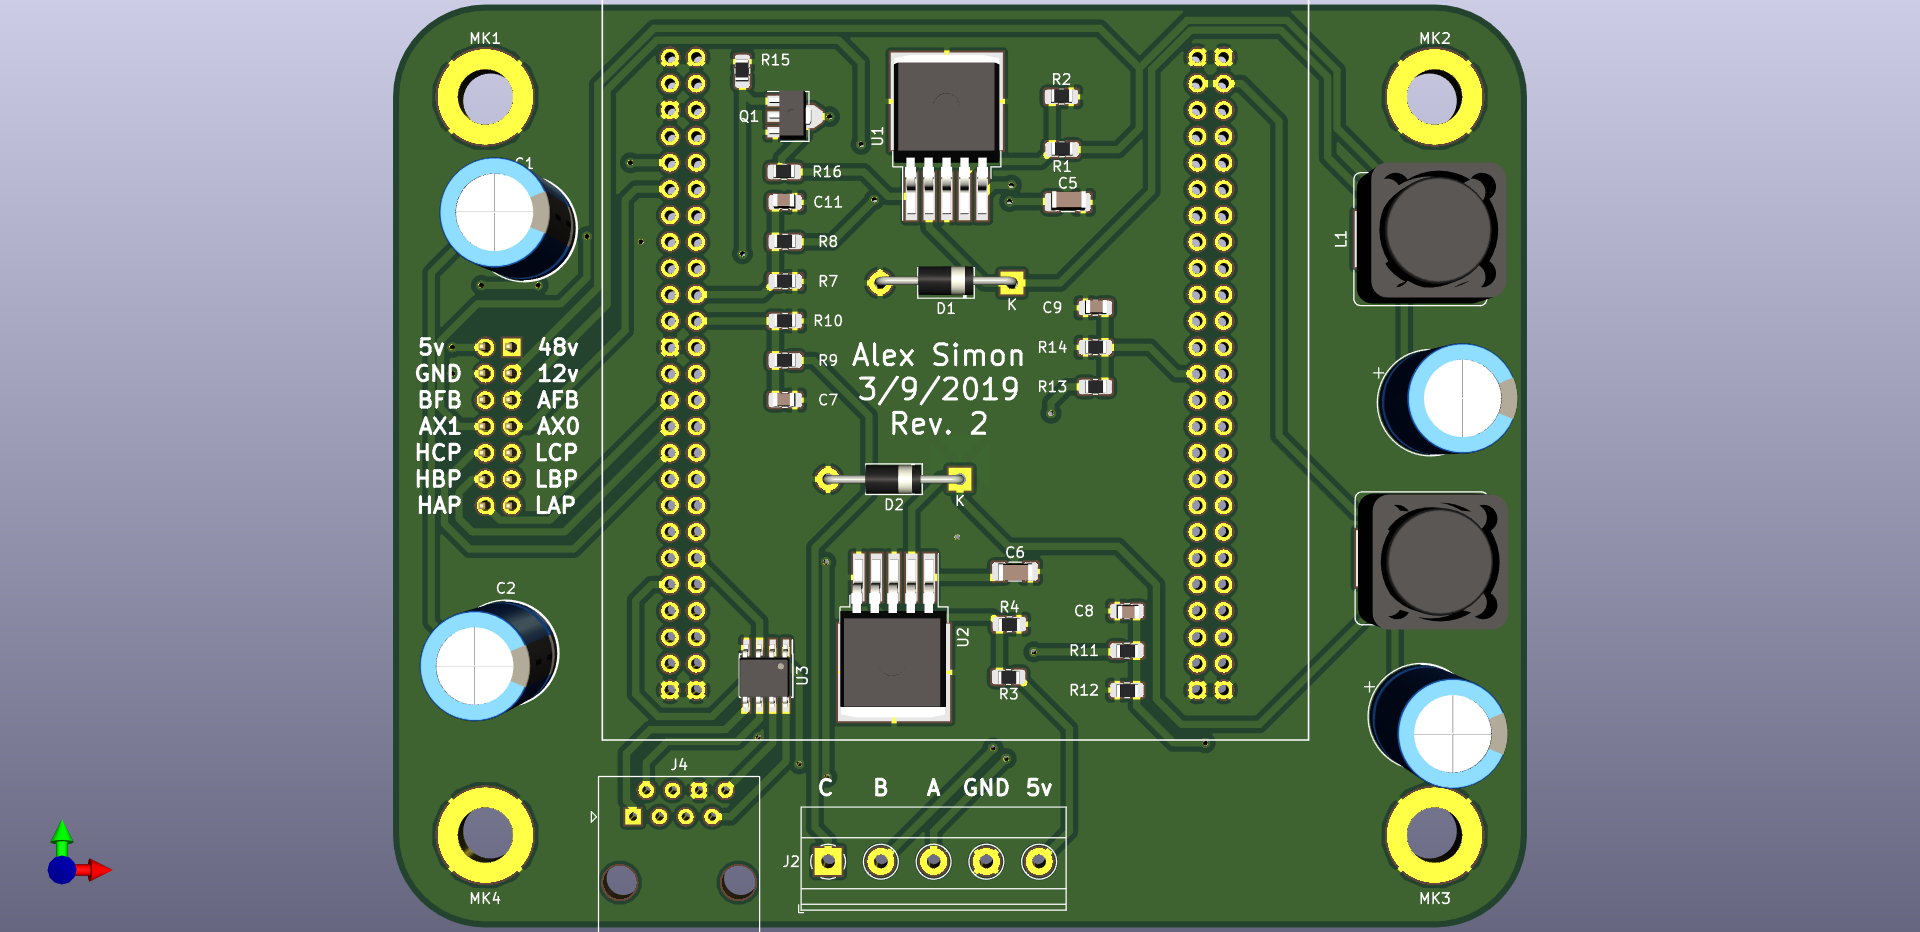 MK1
MK2
R15
R2
Q1
U1
C1
R1
R16
C5
C11
R8
L1
R7
D1
K
C9
R10
5v 48v
GND 12v
BFB AFB
AX1 AX0
HCP LCP
HBP LBP
HAP LAP
R9
C7
Alex Simon
3/9/2019
Rev. 2
R14
R13
+
D2
K
C6
C2
R4
C8
U2
R11
U3
R3
R12
+
J4
C B A GND 5v
J2
MK4
MK3